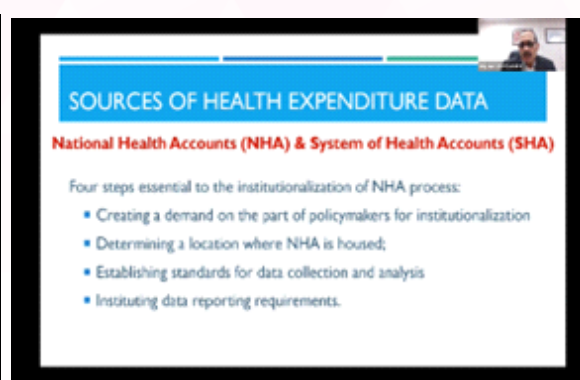 SOURCES OF HEALTH EXPENDITURE DATA
National Health Accounts (NHA) & System of Health Accounts (SHA)
Four steps essential to the institutionalization of NHA process:
▪ Creating a demand on the part of policymakers for institutionalization
▪ Determining a location where NHA is housed;
▪ Establishing standards for data collection and analysis
▪ Instituting data reporting requirements.